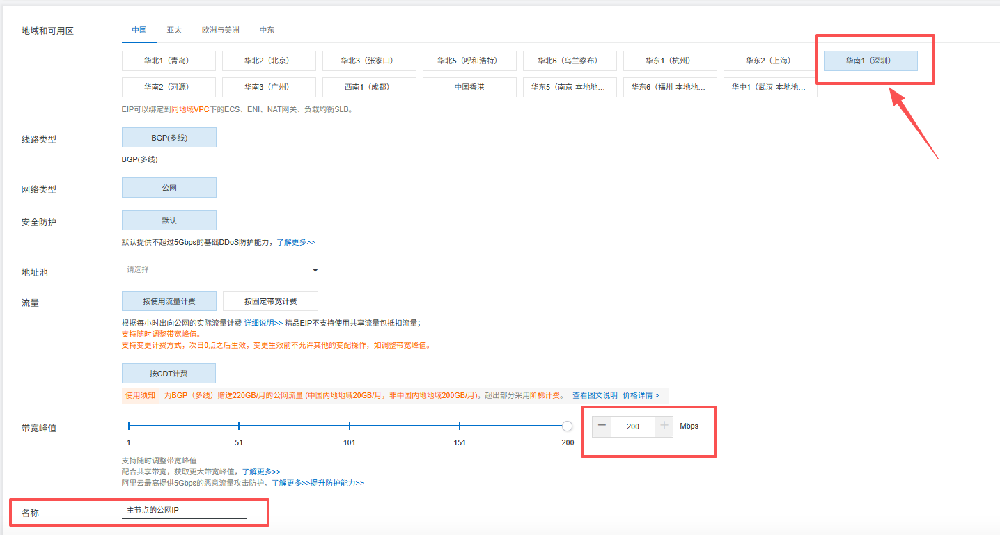 地域和可用区
中国 亚太 欧洲与美洲 中东
华北1（青岛） 华北2（北京） 华北3（张家口） 华北5（呼和浩特） 华北6（乌兰察布） 华东1（杭州） 华东2（上海） 华南1（深圳）
华南2（河源） 华南3（广州） 西南1（成都） 中国香港 华东5（南京-本地地... 华东6（福州-本地地... 华中1（武汉-本地地...
EIP可以绑定到同地域VPC下的ECS、ENI、NAT网关、负载均衡SLB。
线路类型 BGP(多线)
BGP(多线)
网络类型 公网
安全防护 默认
默认提供不超过5Gbps的基础DDoS防护能力，了解更多>>
地址池 请选择
流量 按使用流量计费 按固定带宽计费
根据每小时出向公网的实际流量计费 详细说明>> 精品EIP不支持使用共享流量包抵扣流量；
支持随时调整带宽峰值。
支持变更计费方式，次日0点之后生效，变更生效前不允许其他的变配操作，如调整带宽峰值。
按CDT计费
使用须知 为BGP（多线）赠送220GB/月的公网流量 (中国内地地域20GB/月，非中国内地地域200GB/月)，超出部分采用阶梯计费。 查看图文说明 价格详情 >
带宽峰值 200 Mbps
1 51 101 151 200
支持随时调整带宽峰值
配合共享带宽，获取更大带宽峰值，了解更多>>
阿里云最高提供5Gbps的恶意流量攻击防护，了解更多>>提升防护能力>>
名称 主节点的公网IP